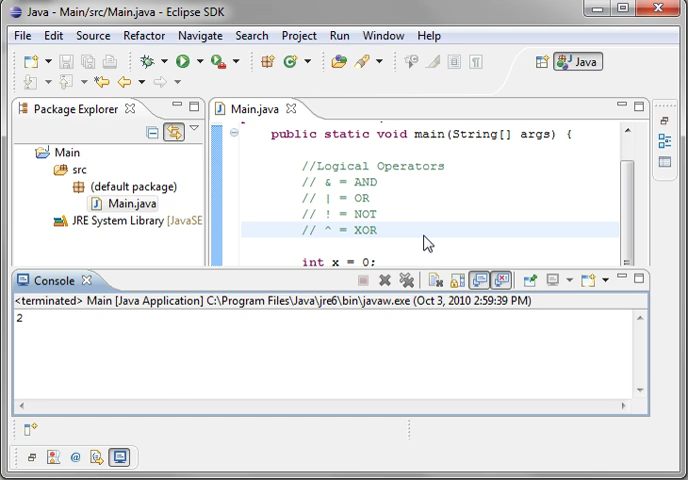 Java - Main/src/Main.java - Eclipse SDK
File Edit Source Refactor Navigate Search Project Run Window Help
Java
Package Explorer
Main
src
(default package)
Main.java
JRE System Library [JavaSE
Main.java
public static void main(String[] args) {
//Logical Operators
// & = AND
// | = OR
// ! = NOT
// ^ = XOR
int x = 0;
Console
<terminated> Main [Java Application] C:\Program Files\Java\jre6\bin\javaw.exe (Oct 3, 2010 2:59:39 PM)
2